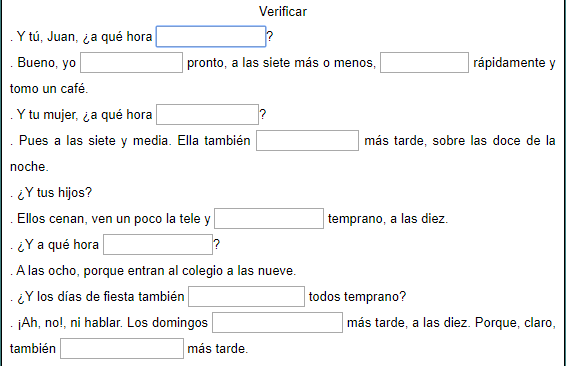 Verificar
. Y tú, Juan, ¿a qué hora ?
. Bueno, yo pronto, a las siete más o menos, rápidamente y
tomo un café.
. Y tu mujer, ¿a qué hora ?
. Pues a las siete y media. Ella también más tarde, sobre las doce de la
noche.
. ¿Y tus hijos?
. Ellos cenan, ven un poco la tele y temprano, a las diez.
. ¿Y a qué hora ?
. A las ocho, porque entran al colegio a las nueve.
. ¿Y los días de fiesta también todos temprano?
. ¡Ah, no!, ni hablar. Los domingos más tarde, a las diez. Porque, claro,
también más tarde.